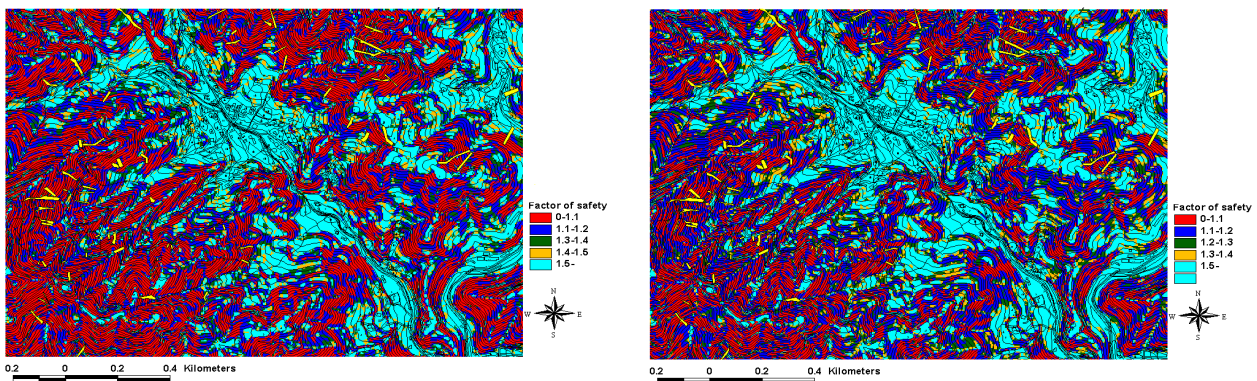 Factor of safety
0-1.1
1.1-1.2
1.3-1.4
1.4-1.5
1.5-
N
W E
S
0.2 0 0.2 0.4 Kilometers
Factor of safety
0-1.1
1.1-1.2
1.2-1.3
1.3-1.4
1.5-
N
W E
S
0.2 0 0.2 0.4 Kilometers